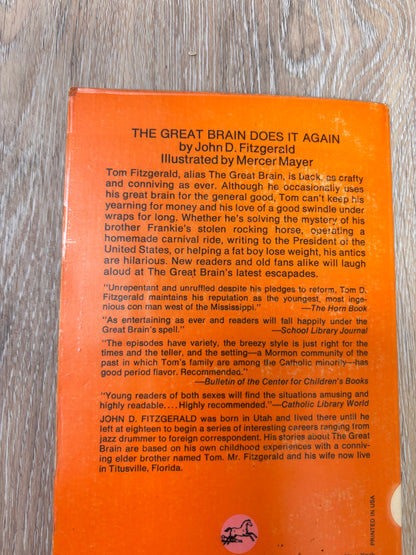 THE GREAT BRAIN DOES IT AGAIN
by John D. Fitzgerald
Illustrated by Mercer Mayer
Tom Fitzgerald, alias The Great Brain, is back, as crafty
and conniving as ever. Although he occasionally uses
his great brain for the general good, Tom can't keep his
yearning for money and his love of a good swindle under
wraps for long. Whether he's solving the mystery of his
brother Frankie's stolen rocking horse, operating a
homemade carnival ride, writing to the President of the
United States, or helping a fat boy lose weight, his antics
are hilarious. New readers and old fans alike will laugh
aloud at The Great Brain's latest escapades.
"Unrepentant and unruffled despite his pledges to reform, Tom D.
Fitzgerald maintains his reputation as the youngest, most inge-
nious con man west of the Mississippi." —The Horn Book
"As entertaining as ever and readers will fall happily under the
Great Brain's spell." —School Library Journal
"The episodes have variety, the breezy style is just right for the
times and the teller, and the setting—a Mormon community of the
past in which Tom's family are among the Catholic minority—has
good period flavor. Recommended."
—Bulletin of the Center for Children's Books
"Young readers of both sexes will find the situations amusing and
highly readable. . . . Highly recommended." —Catholic Library World
JOHN D. FITZGERALD was born in Utah and lived there until he
left at eighteen to begin a series of interesting careers ranging from
jazz drummer to foreign correspondent. His stories about The Great
Brain are based on his own childhood experiences with a conniv-
ing elder brother named Tom. Mr. Fitzgerald and his wife now live
in Titusville, Florida.
PRINTED IN USA